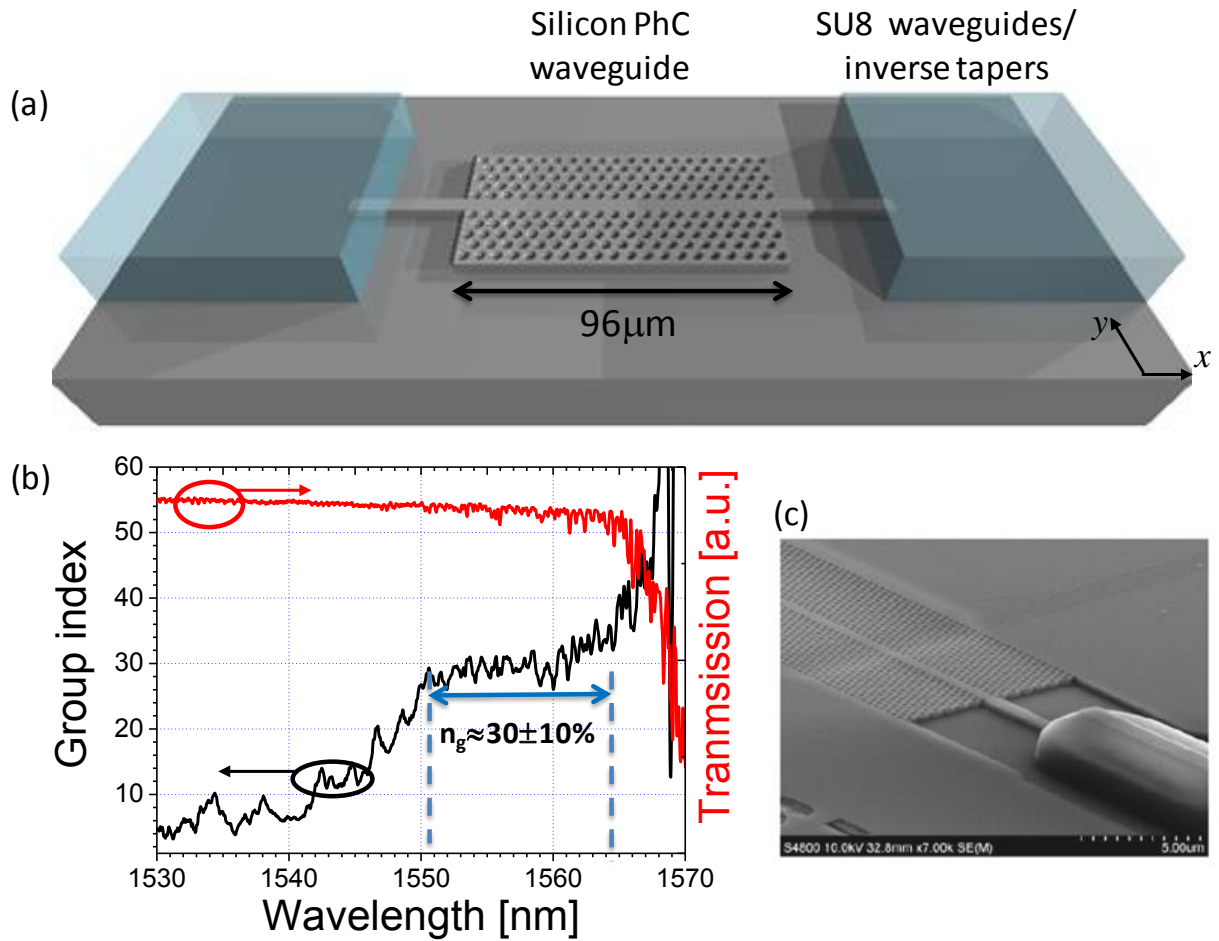 Silicon PhC
waveguide
SU8 waveguides/
inverse tapers
(a)
96μm
y
x
(b)
60
50
40
30
20
10
Group index
n_g≈30±10%
Tranmsission [a.u.]
1530
1540
1550
1560
1570
Wavelength [nm]
(c)
S4800 10.0kV 32.8mm x7.00k SE(M)
5.00um